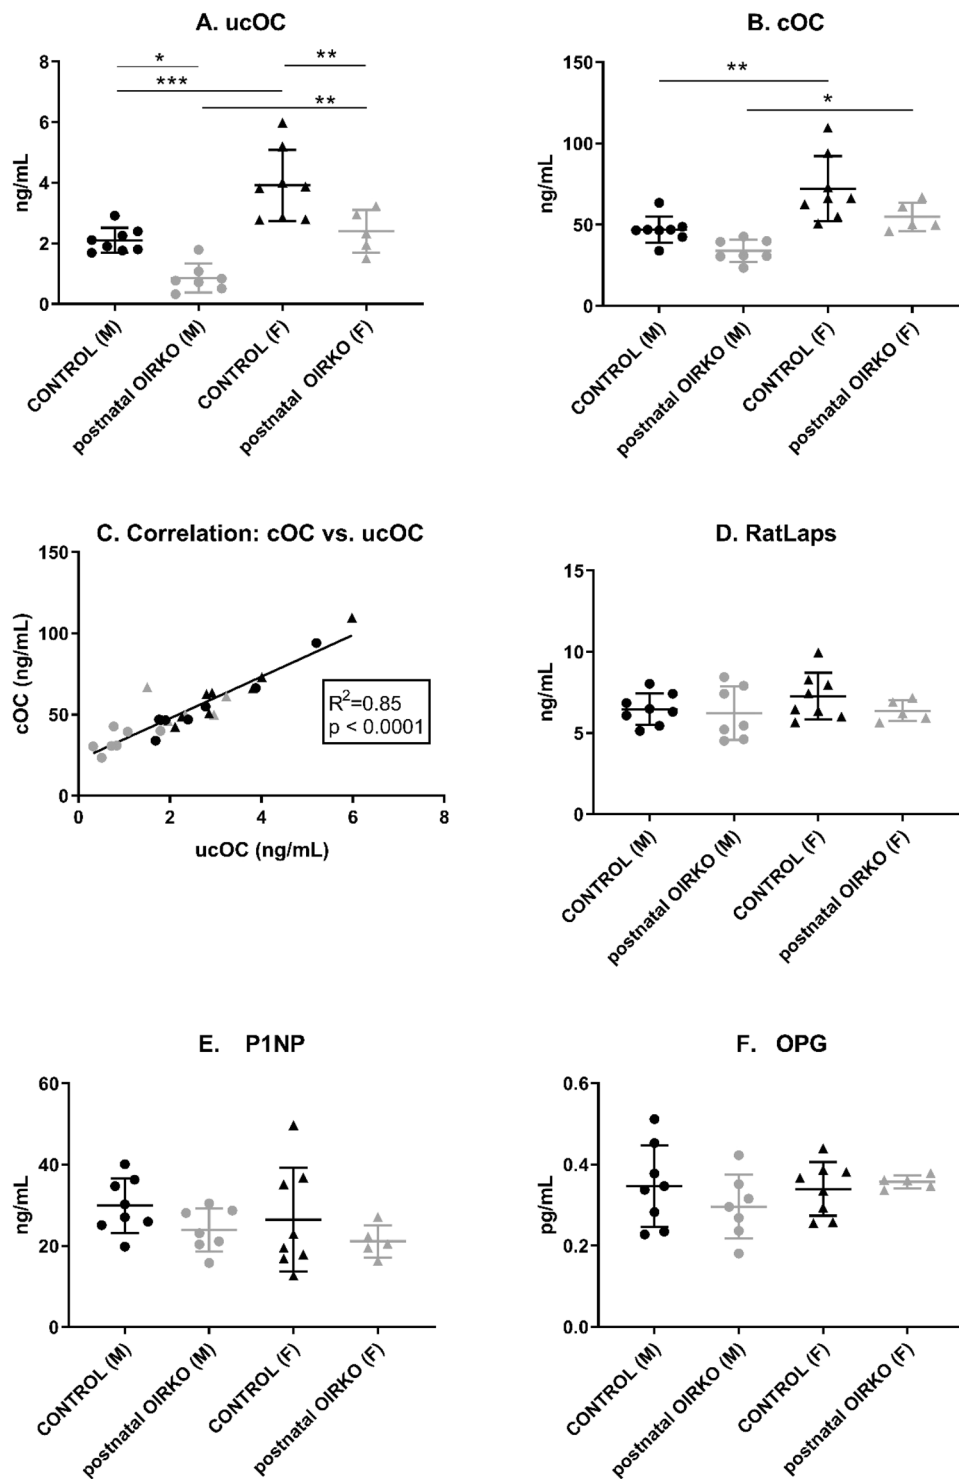 A. ucOC
8
6
4
2
0
ng/mL
*
***
**
**
CONTROL (M)
postnatal OIRKO (M)
CONTROL (F)
postnatal OIRKO (F)
B. cOC
150
100
50
0
ng/mL
**
*
CONTROL (M)
postnatal OIRKO (M)
CONTROL (F)
postnatal OIRKO (F)
C. Correlation: cOC vs. ucOC
150
100
50
0
cOC (ng/mL)
R²=0.85
p < 0.0001
0 2 4 6 8
ucOC (ng/mL)
D. RatLaps
15
10
5
0
ng/mL
CONTROL (M)
postnatal OIRKO (M)
CONTROL (F)
postnatal OIRKO (F)
E. P1NP
60
40
20
0
ng/mL
CONTROL (M)
postnatal OIRKO (M)
CONTROL (F)
postnatal OIRKO (F)
F. OPG
0.6
0.4
0.2
0.0
pg/mL
CONTROL (M)
postnatal OIRKO (M)
CONTROL (F)
postnatal OIRKO (F)